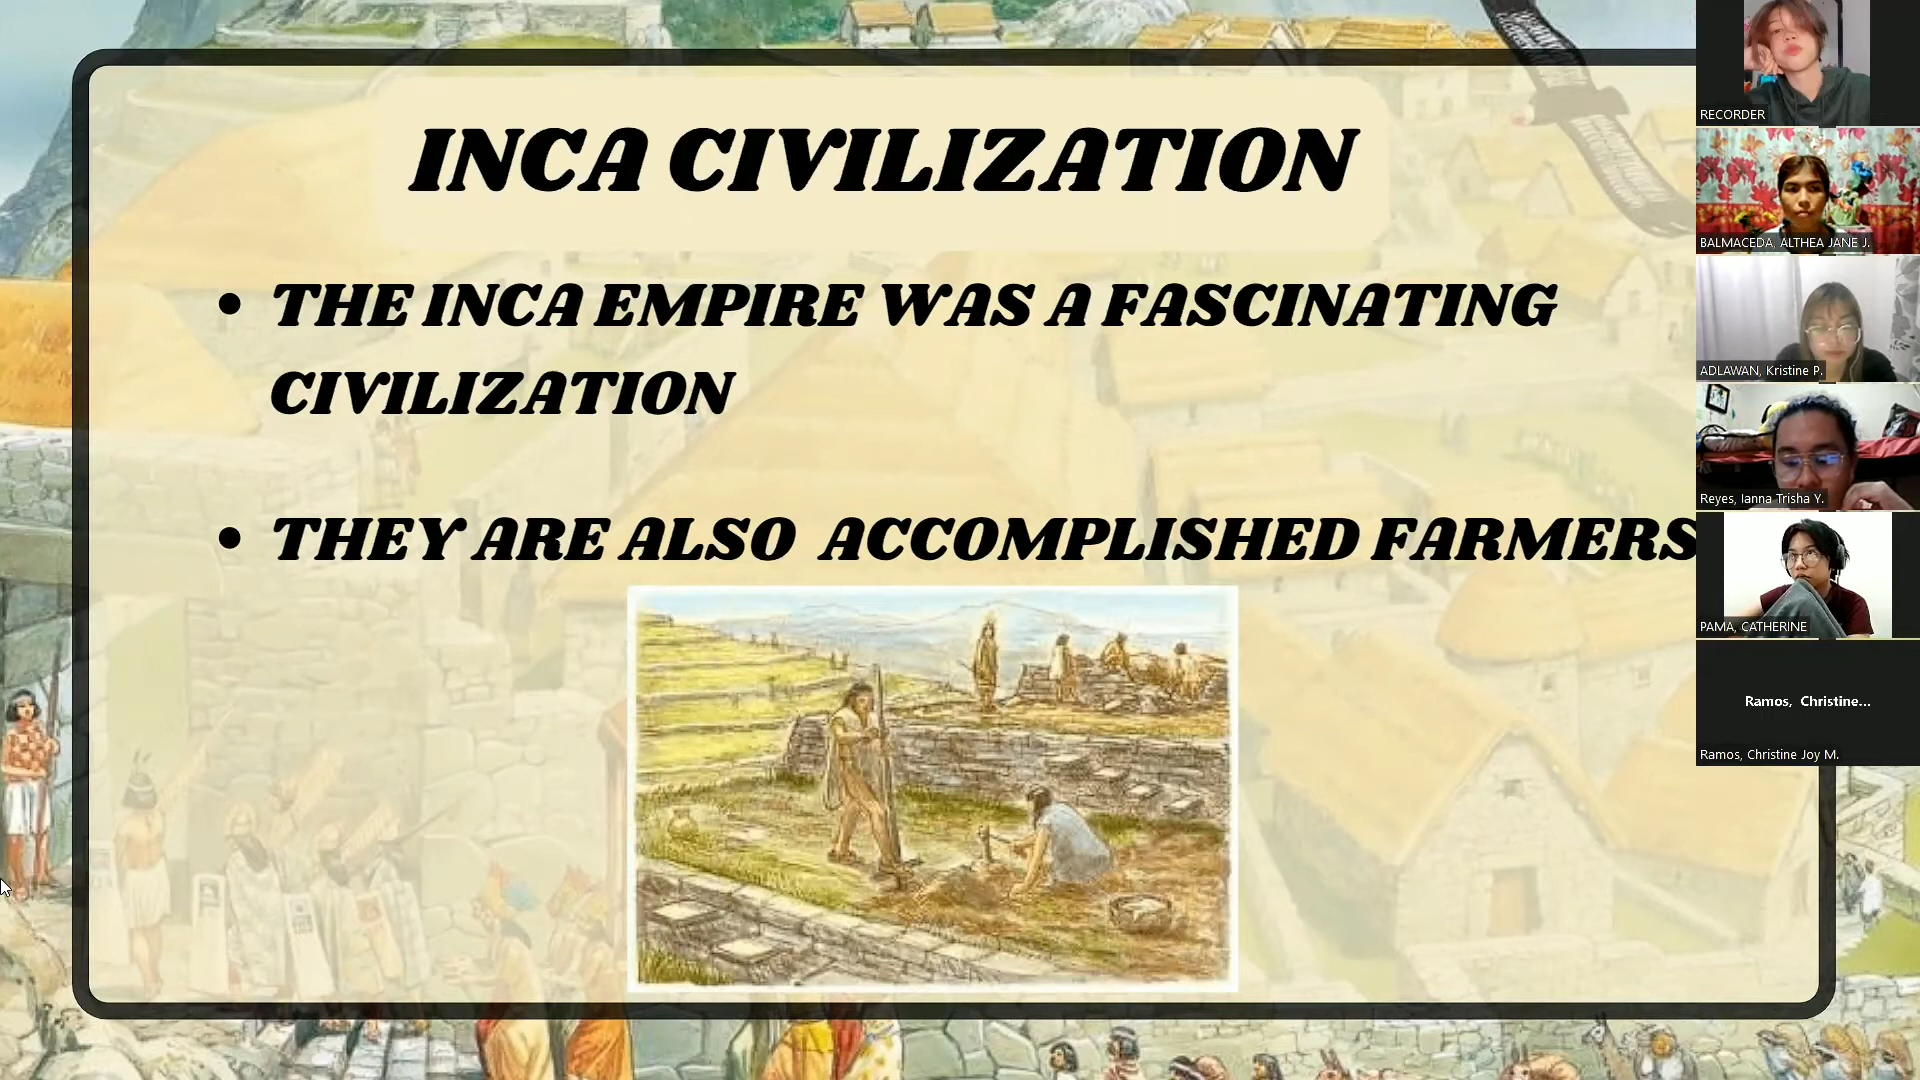 INCA CIVILIZATION
• THE INCA EMPIRE WAS A FASCINATING
CIVILIZATION
• THEY ARE ALSO ACCOMPLISHED FARMERS
RECORDER
BALMACEDA, ALTHEA JANE J.
ADLAWAN, Kristine P.
Reyes, Ianna Trisha Y.
PAMA, CATHERINE
Ramos, Christine...
Ramos, Christine Joy M.